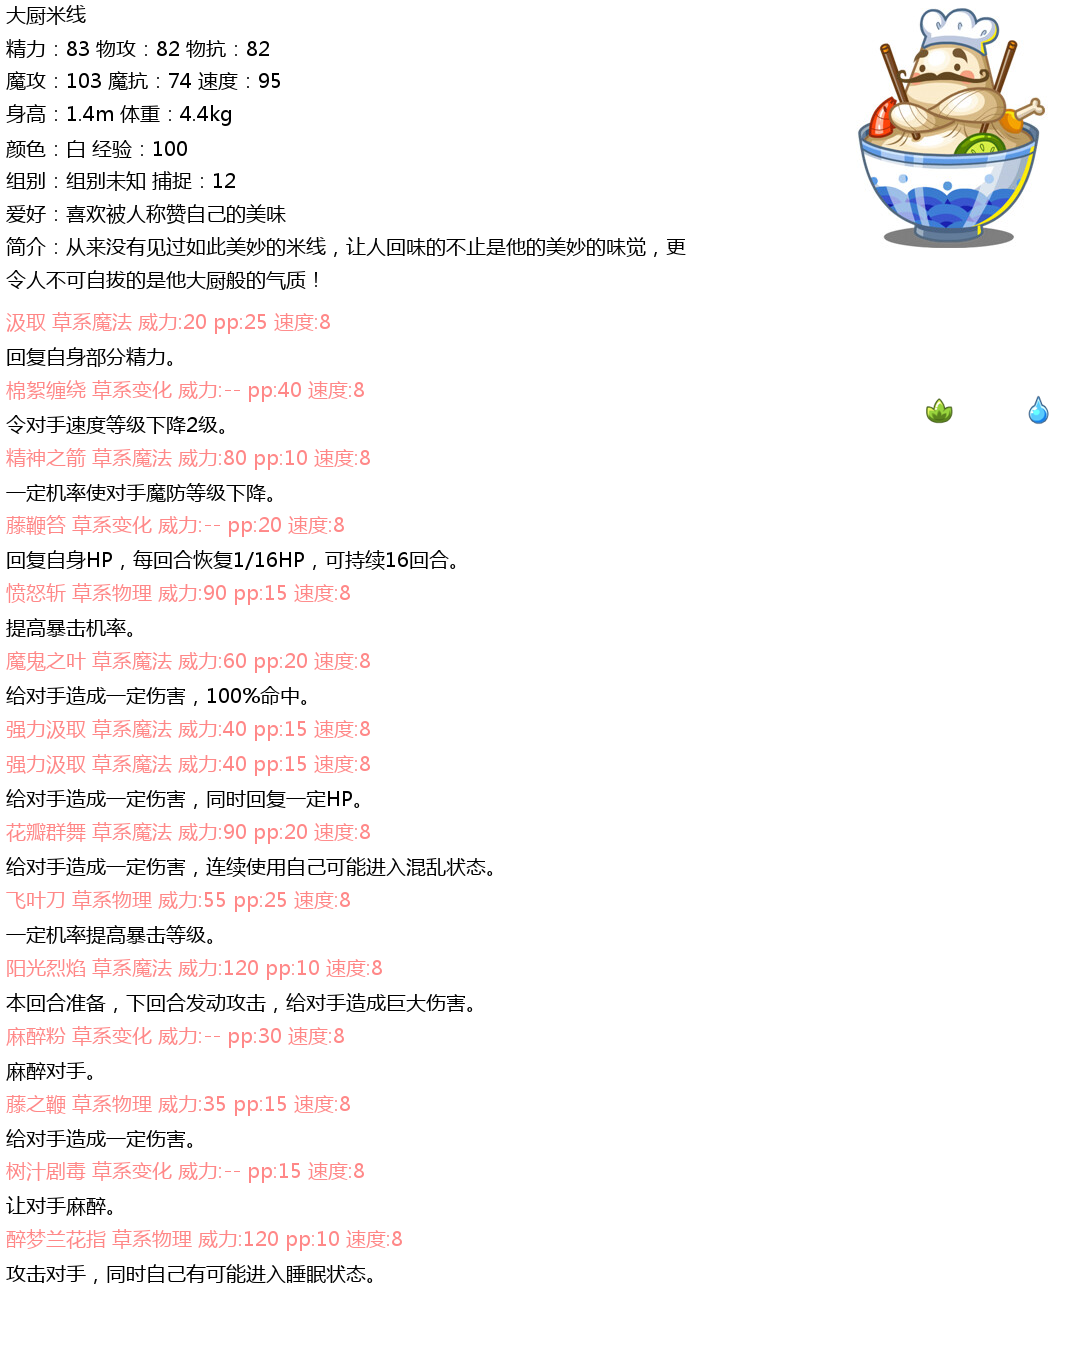 大厨米线
精力：83 物攻：82 物抗：82
魔攻：103 魔抗：74 速度：95
身高：1.4m 体重：4.4kg
颜色：白 经验：100
组别：组别未知 捕捉：12
爱好：喜欢被人称赞自己的美味
简介：从来没有见过如此美妙的米线，让人回味的不止是他的美妙的味觉，更
令人不可自拔的是他大厨般的气质！
汲取 草系魔法 威力:20 pp:25 速度:8
回复自身部分精力。
棉絮缠绕 草系变化 威力:-- pp:40 速度:8
令对手速度等级下降2级。
精神之箭 草系魔法 威力:80 pp:10 速度:8
一定机率使对手魔防等级下降。
藤鞭笞 草系变化 威力:-- pp:20 速度:8
回复自身HP，每回合恢复1/16HP，可持续16回合。
愤怒斩 草系物理 威力:90 pp:15 速度:8
提高暴击机率。
魔鬼之叶 草系魔法 威力:60 pp:20 速度:8
给对手造成一定伤害，100%命中。
强力汲取 草系魔法 威力:40 pp:15 速度:8
强力汲取 草系魔法 威力:40 pp:15 速度:8
给对手造成一定伤害，同时回复一定HP。
花瓣群舞 草系魔法 威力:90 pp:20 速度:8
给对手造成一定伤害，连续使用自己可能进入混乱状态。
飞叶刀 草系物理 威力:55 pp:25 速度:8
一定机率提高暴击等级。
阳光烈焰 草系魔法 威力:120 pp:10 速度:8
本回合准备，下回合发动攻击，给对手造成巨大伤害。
麻醉粉 草系变化 威力:-- pp:30 速度:8
麻醉对手。
藤之鞭 草系物理 威力:35 pp:15 速度:8
给对手造成一定伤害。
树汁剧毒 草系变化 威力:-- pp:15 速度:8
让对手麻醉。
醉梦兰花指 草系物理 威力:120 pp:10 速度:8
攻击对手，同时自己有可能进入睡眠状态。